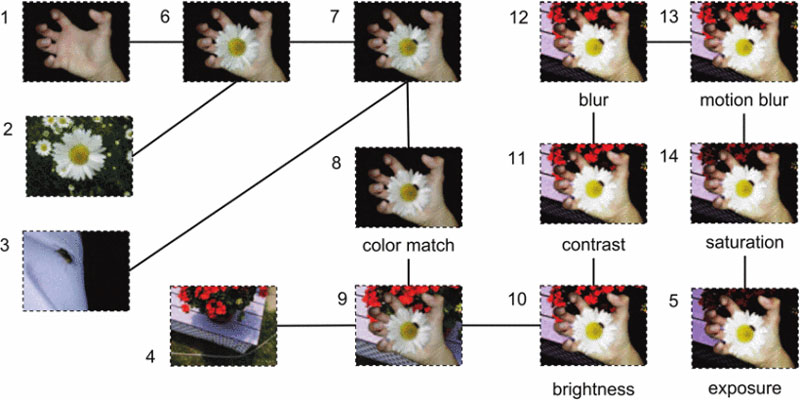 1
6
7
12
13
2
blur
motion blur
8
11
14
3
color match
contrast
saturation
4
9
10
5
brightness
exposure